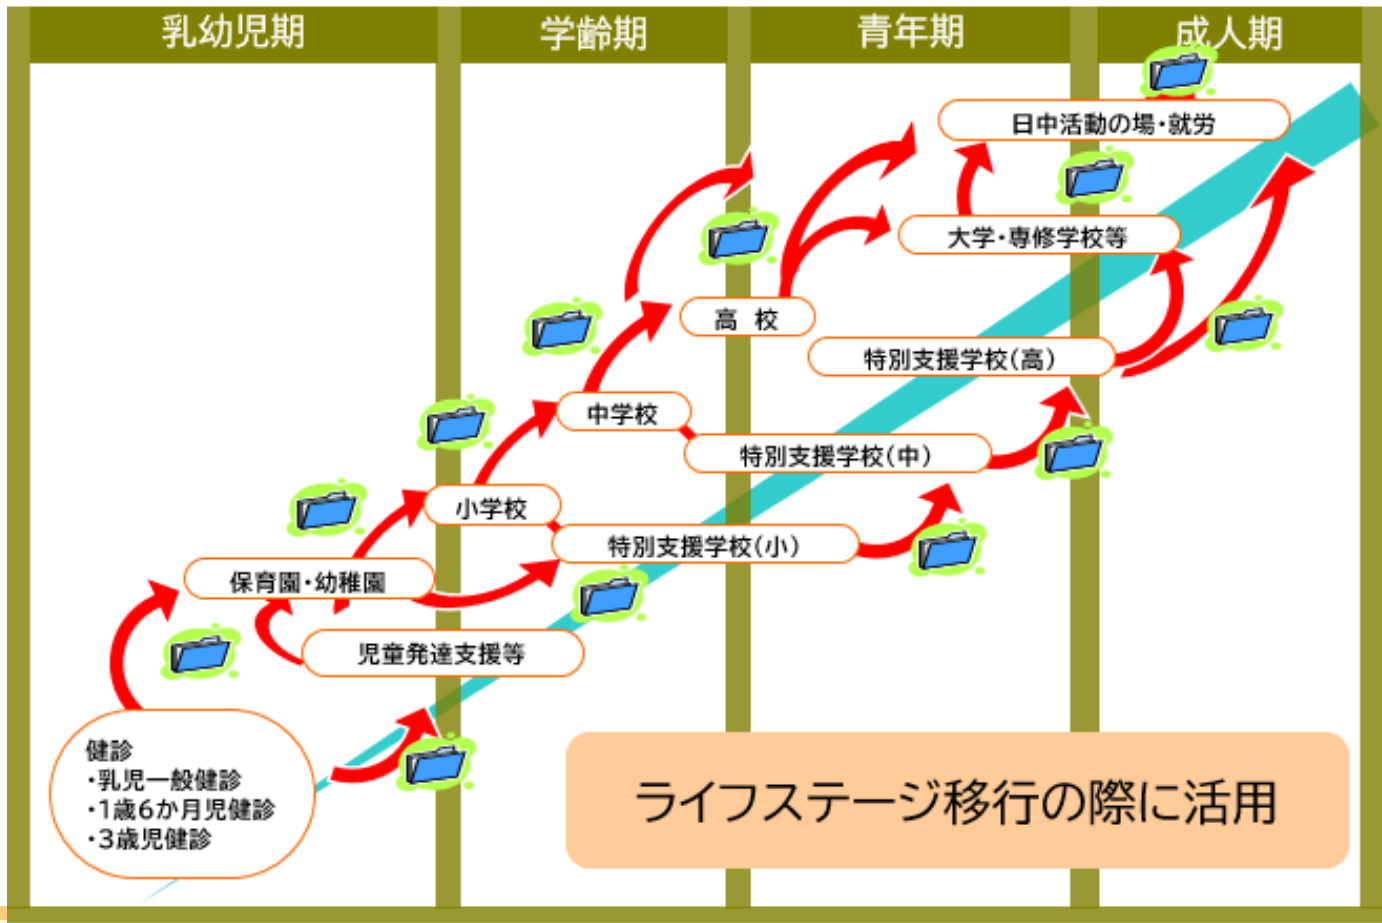 乳幼児期
学齢期
青年期
成人期
日中活動の場・就労
大学・専修学校等
高 校
特別支援学校(高)
中学校
特別支援学校(中)
小学校
特別支援学校(小)
保育園・幼稚園
児童発達支援等
健診
・乳児一般健診
・1歳6か月児健診
・3歳児健診
ライフステージ移行の際に活用